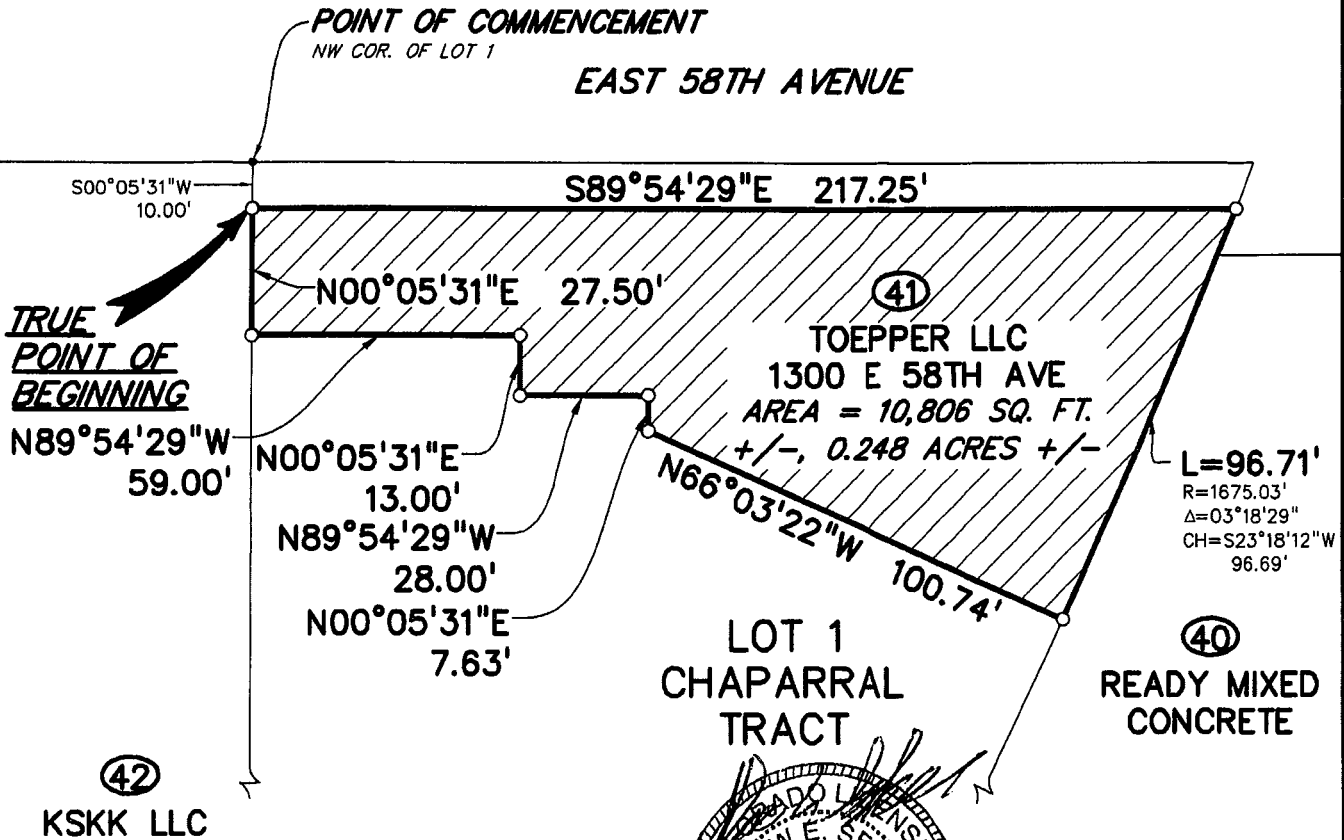 POINT OF COMMENCEMENT
NW COR. OF LOT 1
EAST 58TH AVENUE
S00°05'31"W
10.00'
S89°54'29"E 217.25'
N00°05'31"E 27.50'
TRUE
POINT OF
BEGINNING
41
TOEPPER LLC
1300 E 58TH AVE
AREA = 10,806 SQ. FT.
+/-, 0.248 ACRES +/-
N89°54'29"W
59.00'
N00°05'31"E
13.00'
N89°54'29"W
28.00'
N00°05'31"E
7.63'
N66°03'22"W 100.74'
L=96.71'
R=1675.03'
Δ=03°18'29"
CH=S23°18'12"W
96.69'
LOT 1
CHAPARRAL
TRACT
40
READY MIXED
CONCRETE
42
KSKK LLC